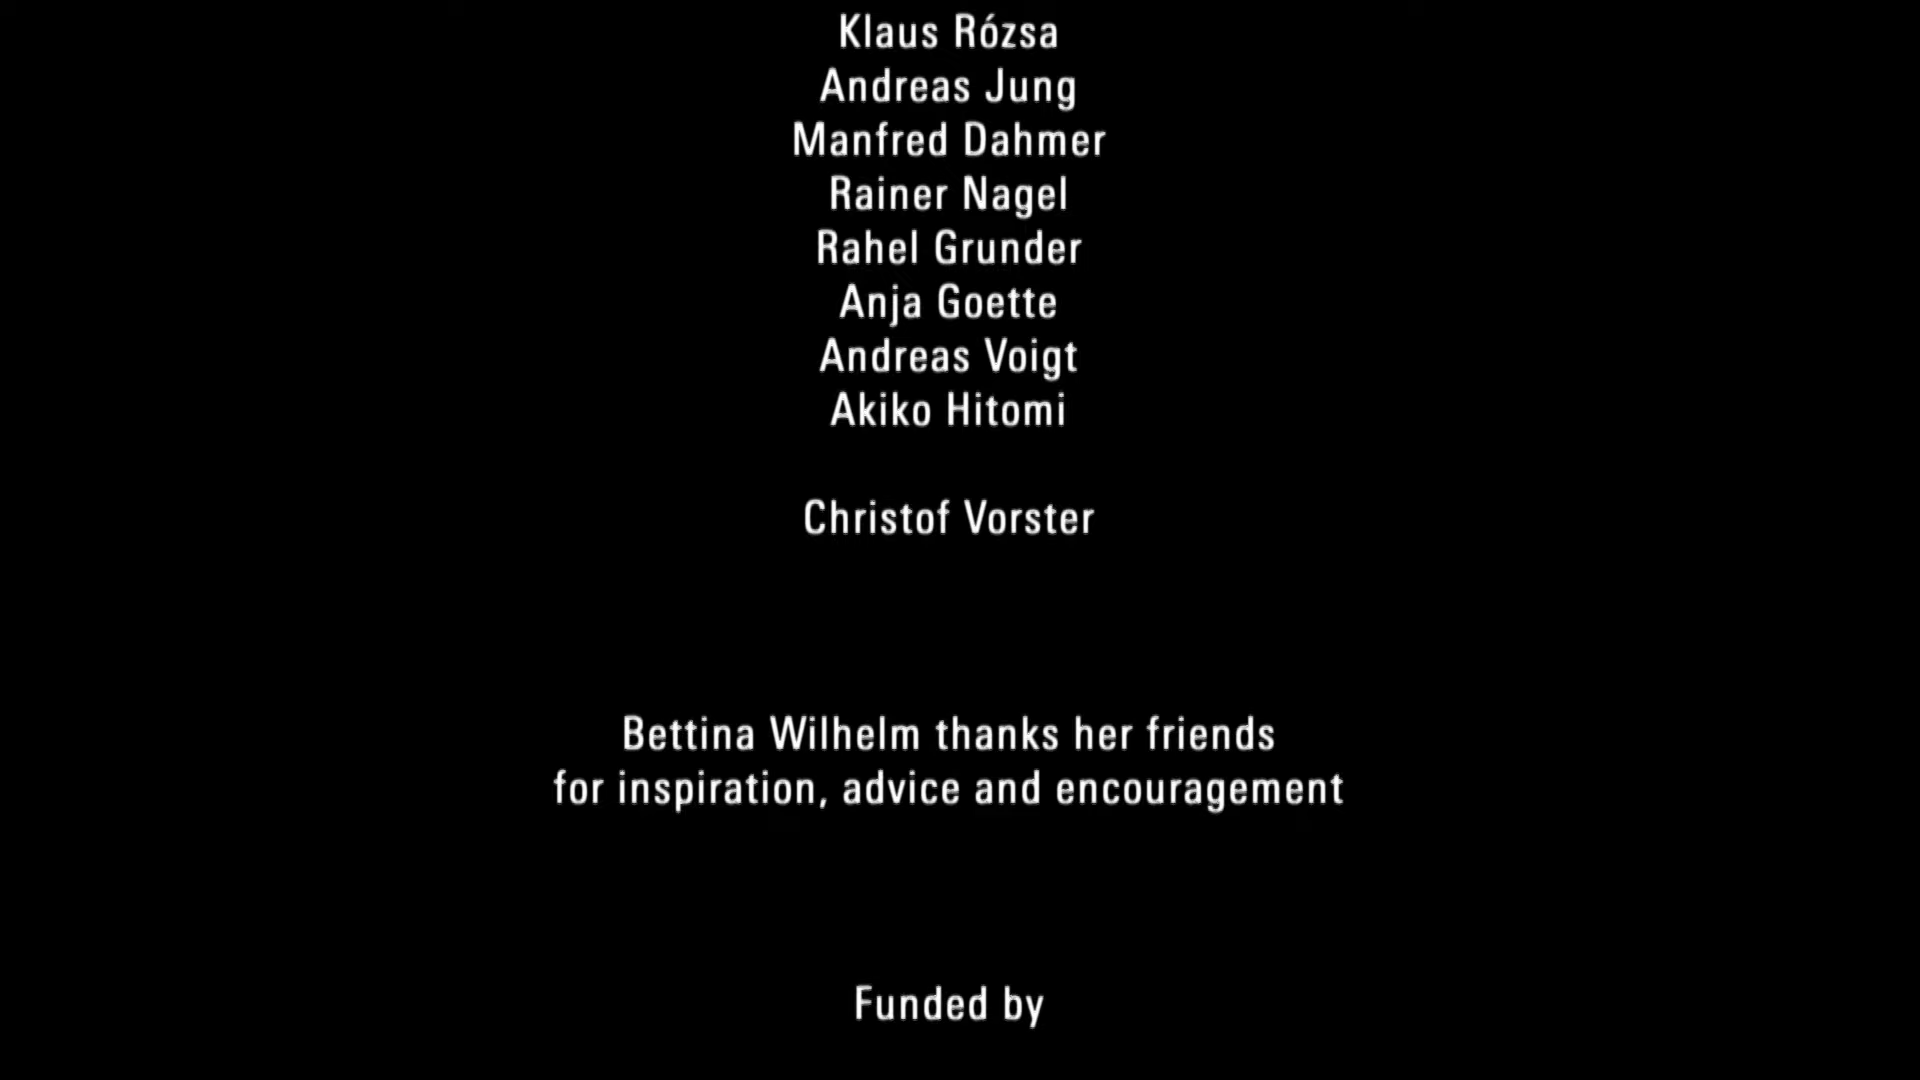 Klaus Rózsa
Andreas Jung
Manfred Dahmer
Rainer Nagel
Rahel Grunder
Anja Goette
Andreas Voigt
Akiko Hitomi
Christof Vorster
Bettina Wilhelm thanks her friends
for inspiration, advice and encouragement
Funded by